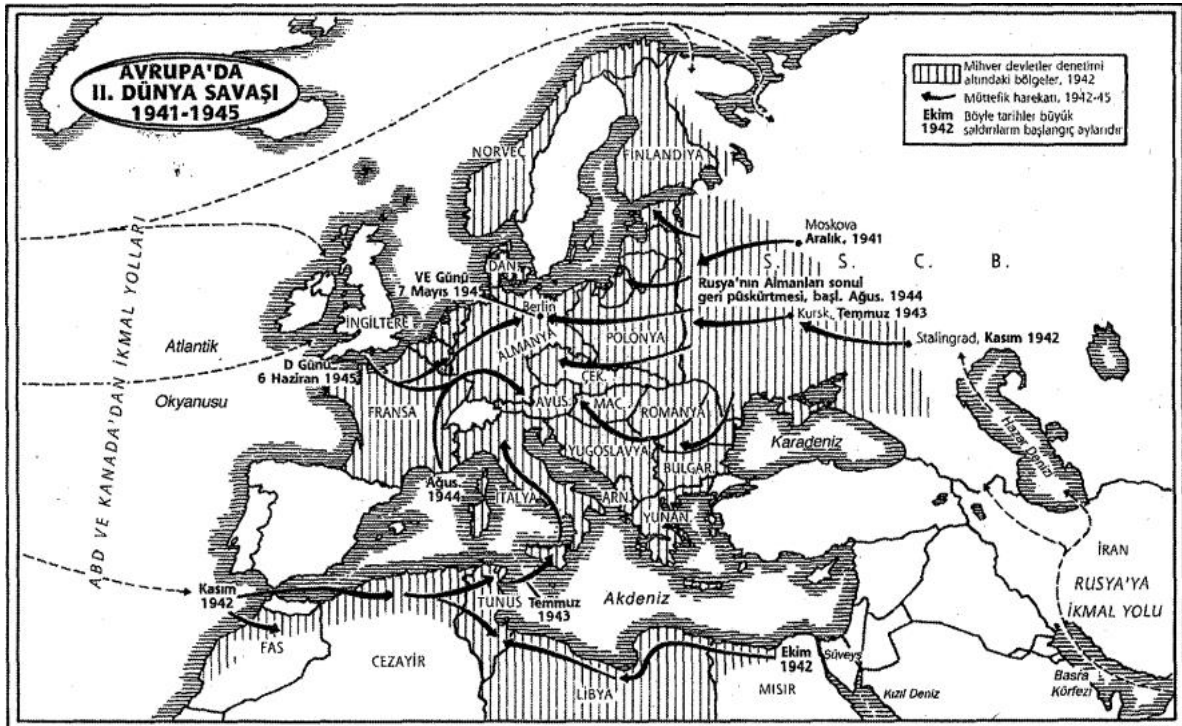 AVRUPA'DA
II. DÜNYA SAVAŞI
1941-1945
Mihver devletler denetimi
altındaki bölgeler, 1942
Müttefik harekatı, 1942-45
Ekim
1942
Böyle tarihler büyük
saldırıların başlangıç aylarıdır
NORVEÇ
FİNLANDİYA
Moskova
Aralık, 1941
S. S. C. B.
DAN.
VE Günü
7 Mayıs 1945
Berlin
Rusya'nın Almanları sonul
geri püskürtmesi, başl. Ağus. 1944
Kursk, Temmuz 1943
Stalingrad, Kasım 1942
İNGİLTERE
ALMANYA
POLONYA
Atlantik
Okyanusu
ABD VE KANADA'DAN İKMAL YOLLARI
D Günü
6 Haziran 1945
ÇEK.
FRANSA
AVUS.
MAC.
ROMANYA
Hazar Denizi
Karadeniz
YUGOSLAVYA
BULGAR.
Ağus.
1944
İTALYA
ARN.
YUNAN.
İRAN
RUSYA'YA
İKMAL YOLU
Kasım
1942
TUNUS
Temmuz
1943
Akdeniz
FAS
CEZAYİR
LİBYA
Ekim
1942
MISIR
Süveyş
Kızıl Deniz
Basra
Körfezi